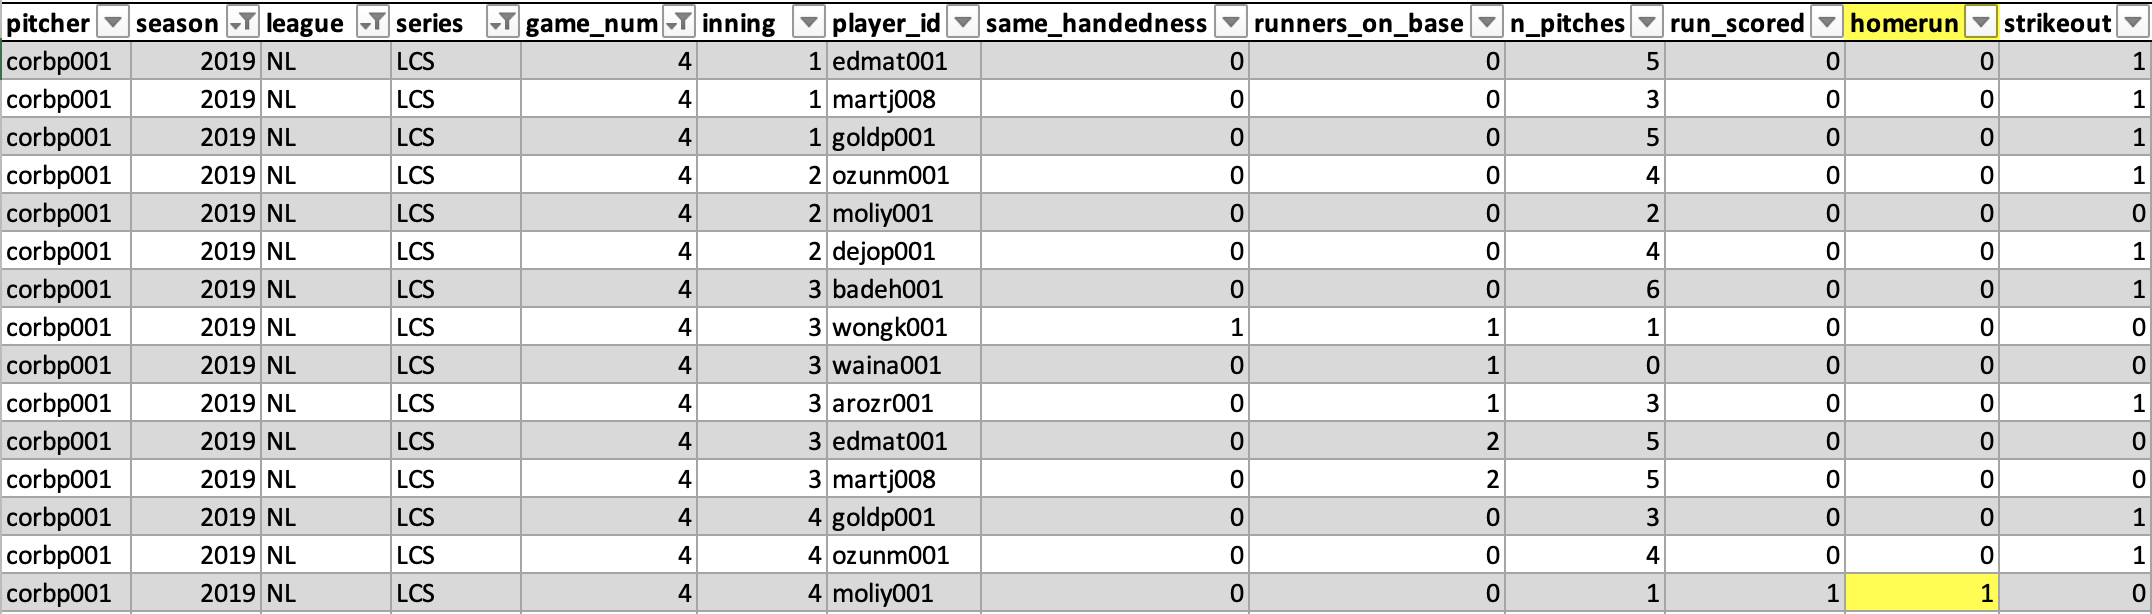 pitcher season league series game_num inning player_id same_handedness runners_on_base n_pitches run_scored homerun strikeout
corbp001 2019 NL LCS 4 1 edmat001 0 0 5 0 0 1
corbp001 2019 NL LCS 4 1 martj008 0 0 3 0 0 1
corbp001 2019 NL LCS 4 1 goldp001 0 0 5 0 0 1
corbp001 2019 NL LCS 4 2 ozunm001 0 0 4 0 0 1
corbp001 2019 NL LCS 4 2 moliy001 0 0 2 0 0 0
corbp001 2019 NL LCS 4 2 dejop001 0 0 4 0 0 1
corbp001 2019 NL LCS 4 3 badeh001 0 0 6 0 0 1
corbp001 2019 NL LCS 4 3 wongk001 1 1 1 0 0 0
corbp001 2019 NL LCS 4 3 waina001 0 1 0 0 0 0
corbp001 2019 NL LCS 4 3 arozr001 0 1 3 0 0 1
corbp001 2019 NL LCS 4 3 edmat001 0 2 5 0 0 0
corbp001 2019 NL LCS 4 3 martj008 0 2 5 0 0 0
corbp001 2019 NL LCS 4 4 goldp001 0 0 3 0 0 1
corbp001 2019 NL LCS 4 4 ozunm001 0 0 4 0 0 1
corbp001 2019 NL LCS 4 4 moliy001 0 0 1 1 1 0